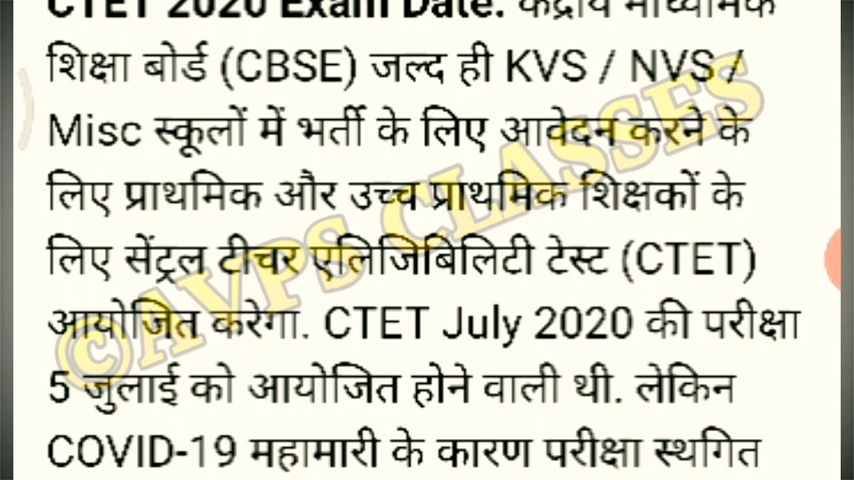 CTET 2020 Exam Date. केंद्रीय माध्यमिक
शिक्षा बोर्ड (CBSE) जल्द ही KVS / NVS /
Misc स्कूलों में भर्ती के लिए आवेदन करने के
लिए प्राथमिक और उच्च प्राथमिक शिक्षकों के
लिए सेंट्रल टीचर एलिजिबिलिटी टेस्ट (CTET)
आयोजित करेगा. CTET July 2020 की परीक्षा
5 जुलाई को आयोजित होने वाली थी. लेकिन
COVID-19 महामारी के कारण परीक्षा स्थगित
©AVPS CLASSES